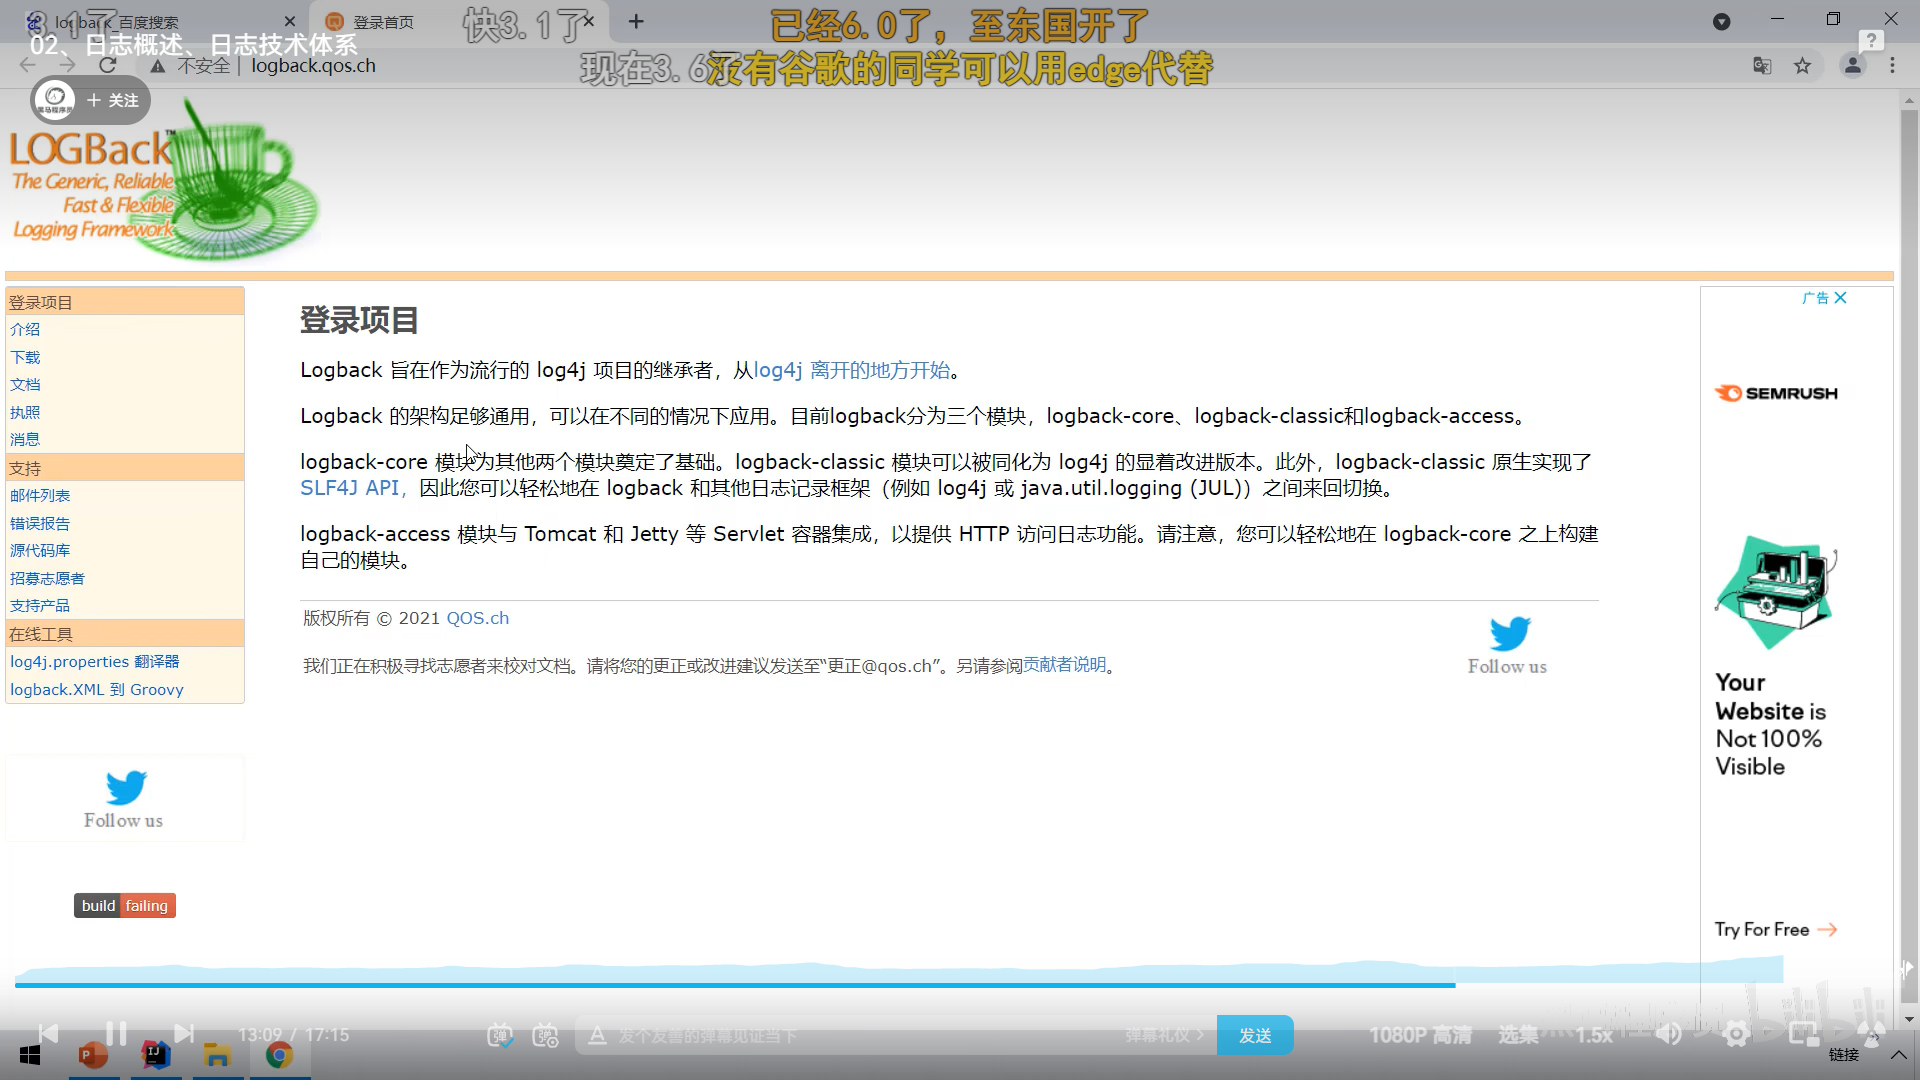 logback_百度搜索
登录首页
3.1了
快3.1了
已经6.0了，至东国开了
02、日志概述、日志技术体系
不安全 | logback.qos.ch
现在3.6了
没有谷歌的同学可以用edge代替
+ 关注
LOGBack™
The Generic, Reliable
Fast & Flexible
Logging Framework
登录项目
介绍
下载
文档
执照
消息
支持
邮件列表
错误报告
源代码库
招募志愿者
支持产品
在线工具
log4j.properties 翻译器
logback.XML 到 Groovy
Follow us
build failing
登录项目
Logback 旨在作为流行的 log4j 项目的继承者，从log4j 离开的地方开始。
Logback 的架构足够通用，可以在不同的情况下应用。目前logback分为三个模块，logback-core、logback-classic和logback-access。
logback-core 模块为其他两个模块奠定了基础。logback-classic 模块可以被同化为 log4j 的显着改进版本。此外，logback-classic 原生实现了
SLF4J API，因此您可以轻松地在 logback 和其他日志记录框架（例如 log4j 或 java.util.logging (JUL)）之间来回切换。
logback-access 模块与 Tomcat 和 Jetty 等 Servlet 容器集成，以提供 HTTP 访问日志功能。请注意，您可以轻松地在 logback-core 之上构建
自己的模块。
版权所有 © 2021 QOS.ch
我们正在积极寻找志愿者来校对文档。请将您的更正或改进建议发送至“更正@qos.ch”。另请参阅贡献者说明。
Follow us
广告
SEMRUSH
Your
Website is
Not 100%
Visible
Try For Free
13:09 / 17:15
发个友善的弹幕见证当下
弹幕礼仪 >
发送
1080P 高清
选集
1.5x
链接